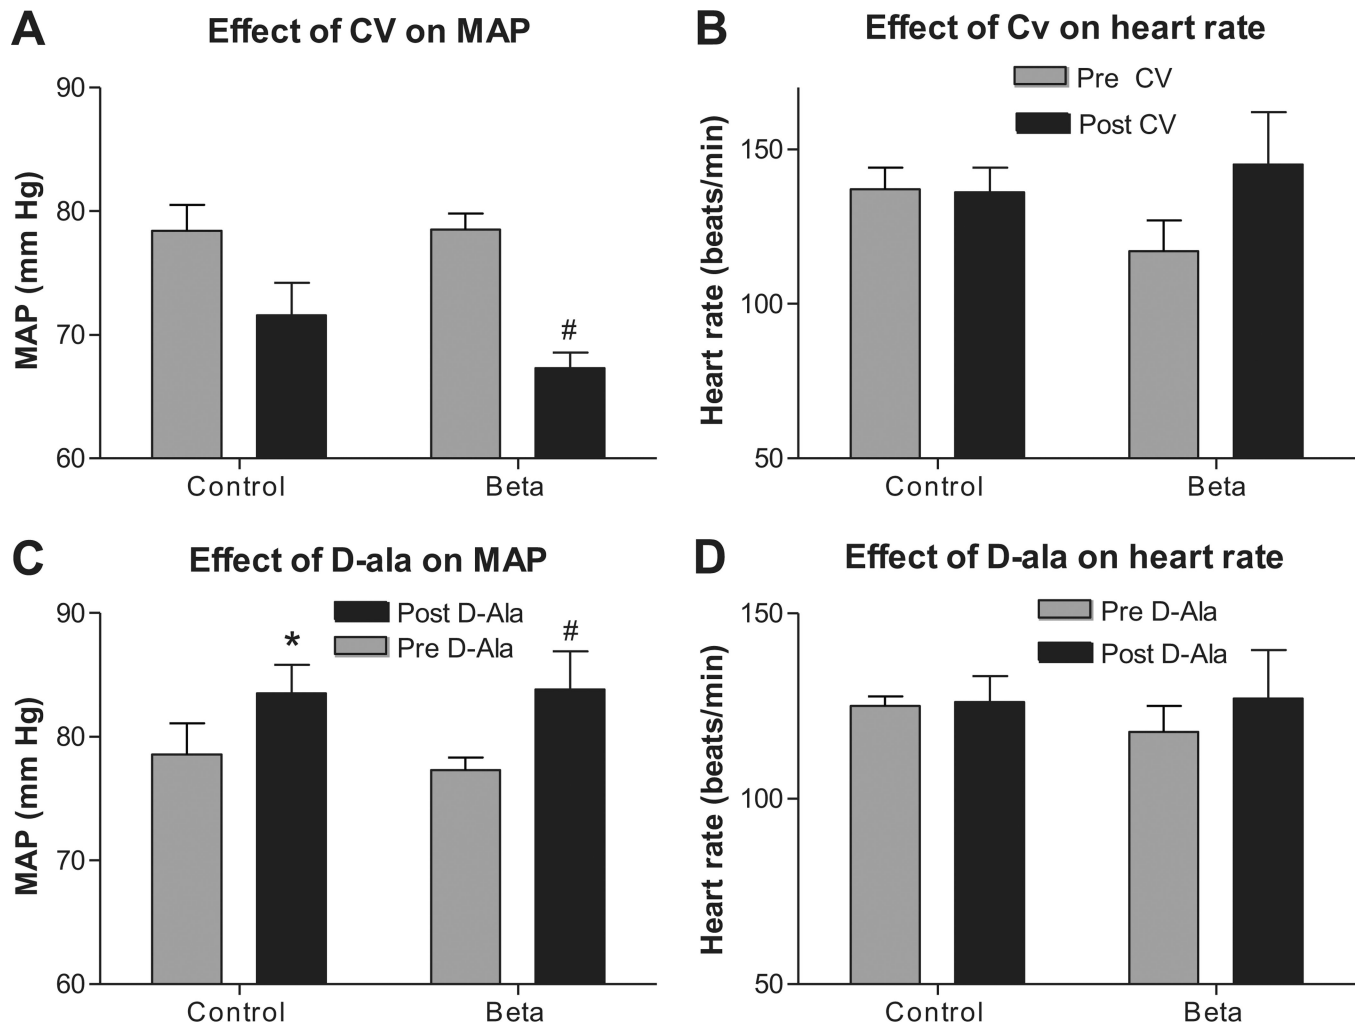 A
Effect of CV on MAP
MAP (mm Hg)
90
80
70
60
#
Control
Beta
B
Effect of Cv on heart rate
Pre CV
Post CV
Heart rate (beats/min)
150
100
50
Control
Beta
C
Effect of D-ala on MAP
Post D-Ala
Pre D-Ala
MAP (mm Hg)
90
80
70
60
*
#
Control
Beta
D
Effect of D-ala on heart rate
Pre D-Ala
Post D-Ala
Heart rate (beats/min)
150
100
50
Control
Beta